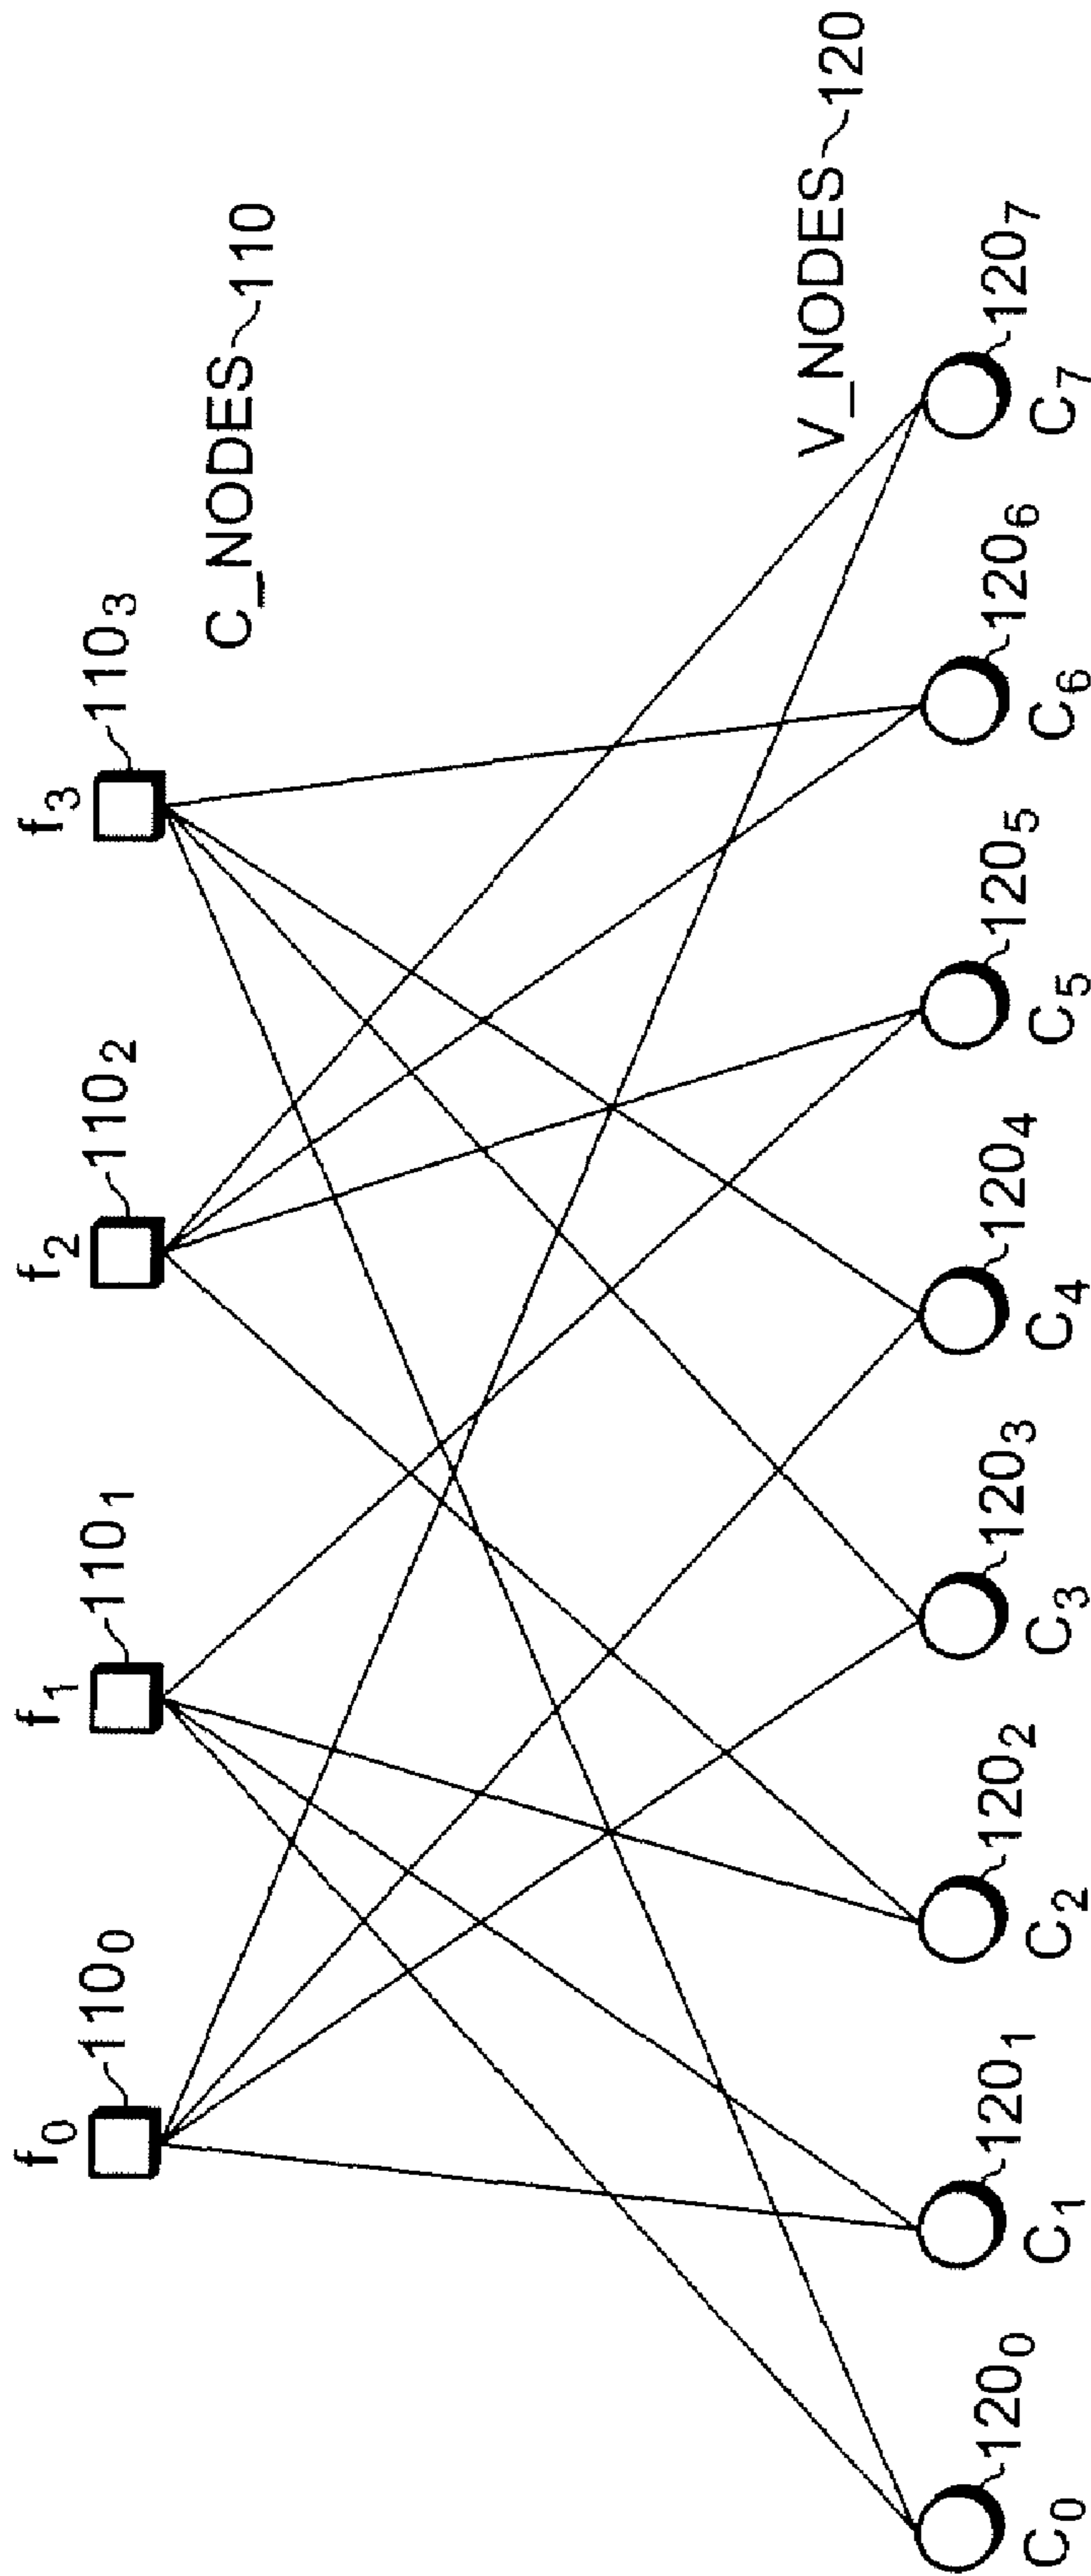 f0 f1 f2 f3
1100 1101 1102 1103
C_NODES~110
V_NODES~120
1200 1201 1202 1203 1204 1205 1206 1207
C0 C1 C2 C3 C4 C5 C6 C7